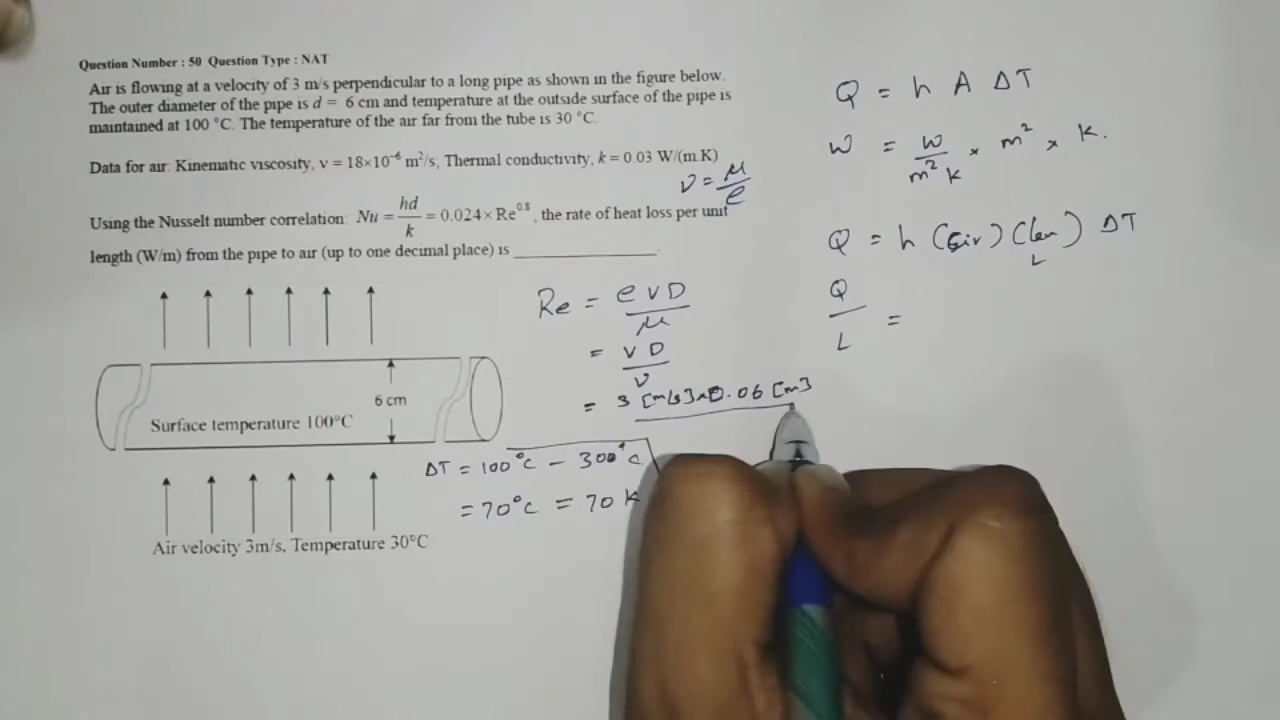 Question Number : 50 Question Type : NAT
Air is flowing at a velocity of 3 m/s perpendicular to a long pipe as shown in the figure below.
The outer diameter of the pipe is d = 6 cm and temperature at the outside surface of the pipe is
maintained at 100 °C. The temperature of the air far from the tube is 30 °C.
Data for air: Kinematic viscosity, ν = 18×10⁻⁶ m²/s; Thermal conductivity, k = 0.03 W/(m.K)
ν = μ/ρ
Using the Nusselt number correlation: Nu = hd/k = 0.024×Re^0.8, the rate of heat loss per unit
length (W/m) from the pipe to air (up to one decimal place) is ____________.
6 cm
Surface temperature 100°C
Air velocity 3m/s, Temperature 30°C
Re = ρ V D / μ
= V D / ν
= 3 [m/s] × 0.06 [m]
ΔT = 100°C - 300°C
= 70°C = 70 K
Q = h A ΔT
W = W/m² K × m² × K.
Q = h (Cir) (Len) ΔT
L
Q/L =